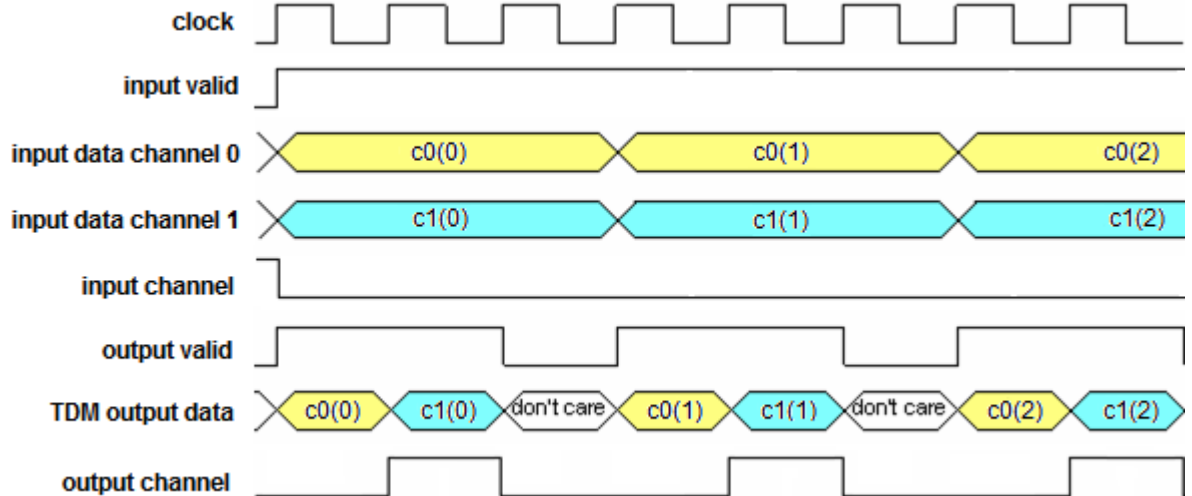 clock
input valid
input data channel 0 c0(0) c0(1) c0(2)
input data channel 1 c1(0) c1(1) c1(2)
input channel
output valid
TDM output data c0(0) c1(0) don't care c0(1) c1(1) don't care c0(2) c1(2)
output channel